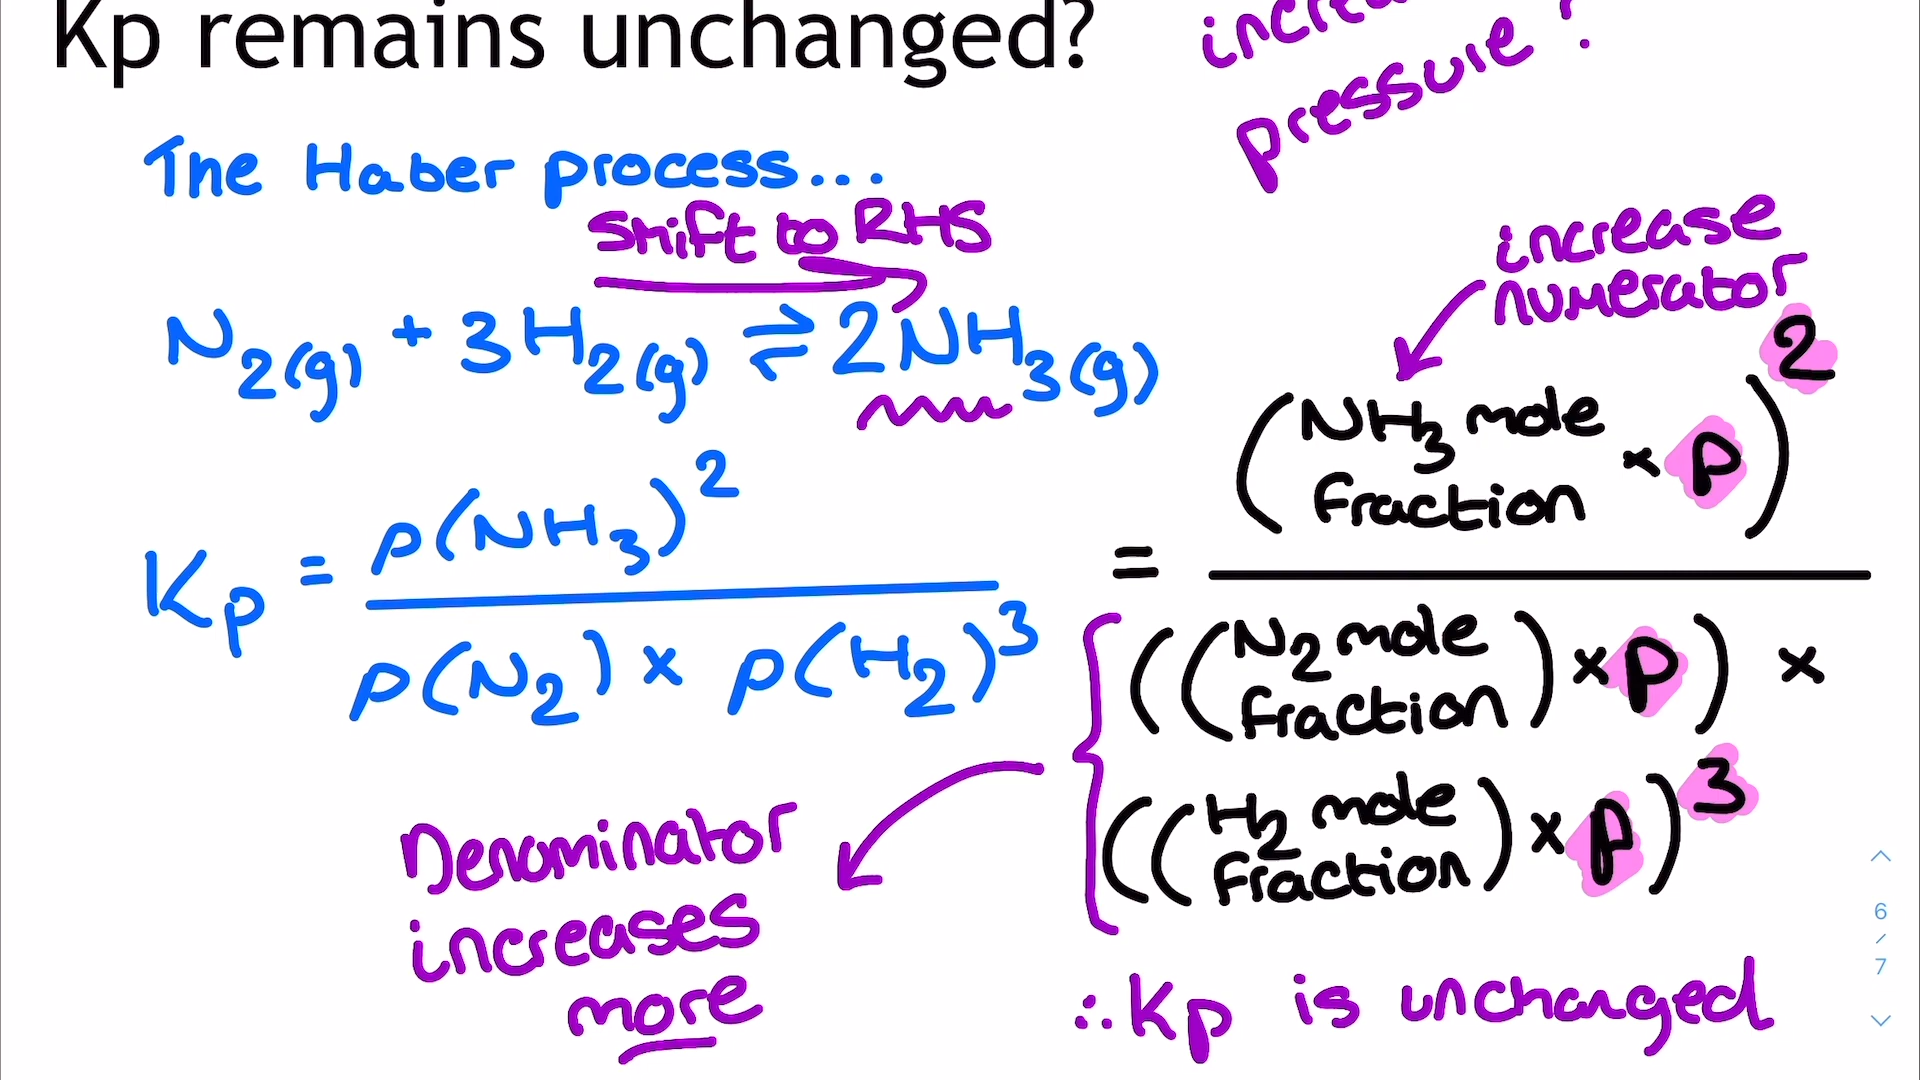 Kp remains unchanged?
pressure?
The Haber process...
Shift to RHS
N2(g) + 3H2(g) ⇌ 2NH3(g)
Kp = p(NH3)^2 / p(N2) × p(H2)^3
increase
numerator
= (NH3 mole fraction × P)^2
((N2 mole fraction) × P) ×
((H2 mole fraction) × P)^3
Denominator
increases
more
∴ Kp is unchanged
6
/
7